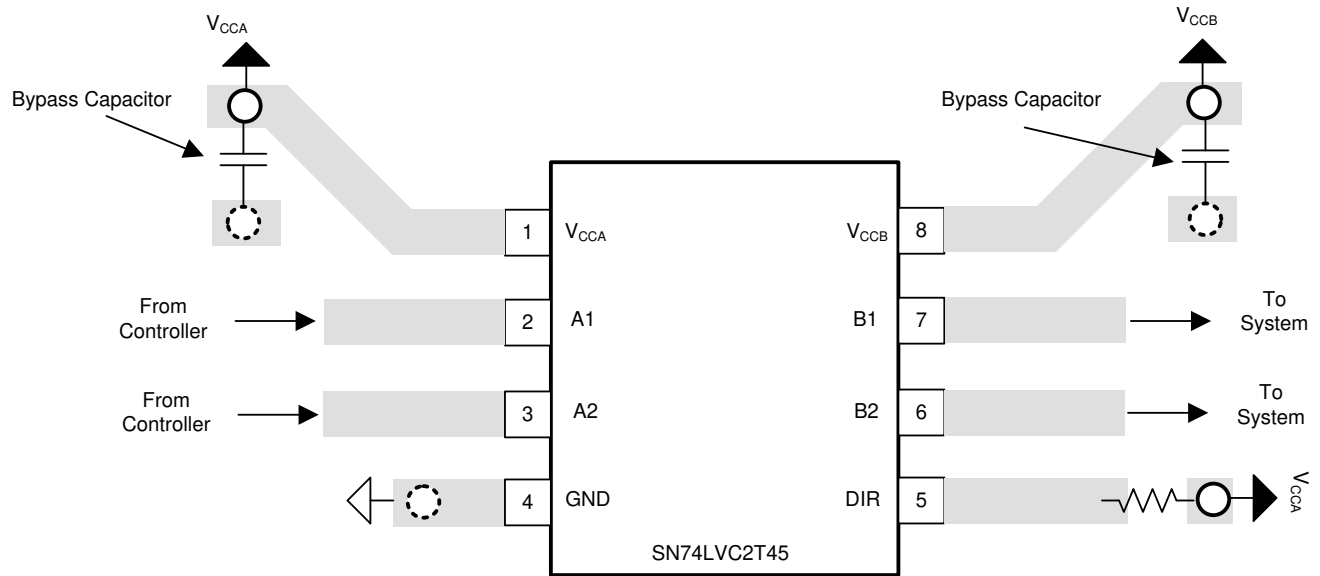 VCCA
VCCB
Bypass Capacitor
Bypass Capacitor
1
VCCA
VCCB
8
From
Controller
2
A1
B1
7
To
System
From
Controller
3
A2
B2
6
To
System
4
GND
DIR
5
VCCA
SN74LVC2T45